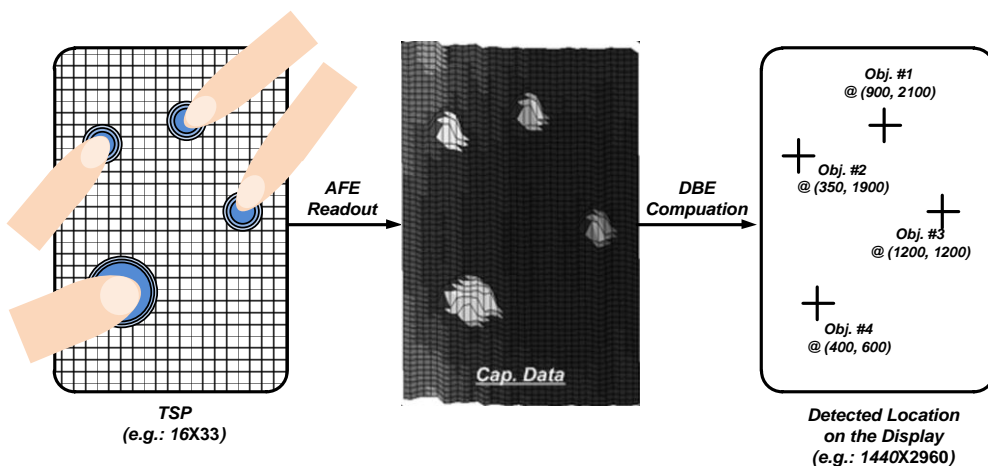 TSP
(e.g.: 16X33)
AFE
Readout
Cap. Data
DBE
Compuation
Obj. #1
@ (900, 2100)
Obj. #2
@ (350, 1900)
Obj. #3
@ (1200, 1200)
Obj. #4
@ (400, 600)
Detected Location
on the Display
(e.g.: 1440X2960)